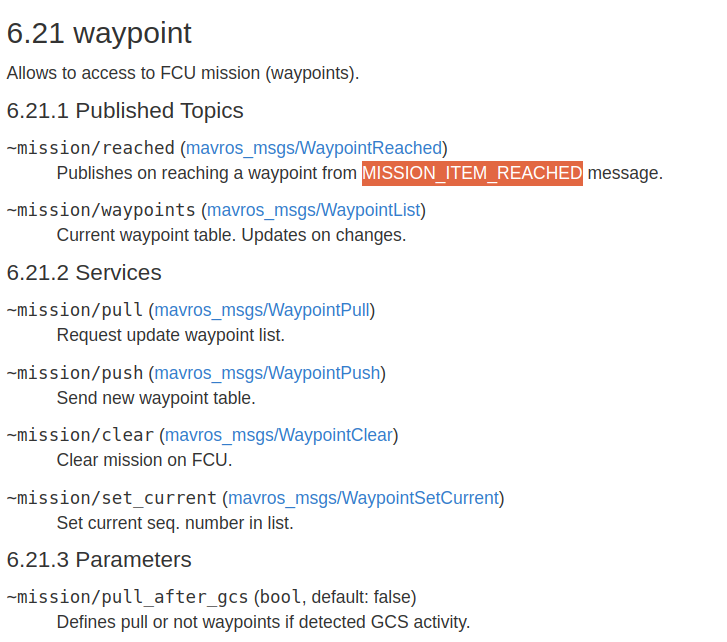 6.21 waypoint
Allows to access to FCU mission (waypoints).
6.21.1 Published Topics
~mission/reached (mavros_msgs/WaypointReached)
Publishes on reaching a waypoint from MISSION_ITEM_REACHED message.
~mission/waypoints (mavros_msgs/WaypointList)
Current waypoint table. Updates on changes.
6.21.2 Services
~mission/pull (mavros_msgs/WaypointPull)
Request update waypoint list.
~mission/push (mavros_msgs/WaypointPush)
Send new waypoint table.
~mission/clear (mavros_msgs/WaypointClear)
Clear mission on FCU.
~mission/set_current (mavros_msgs/WaypointSetCurrent)
Set current seq. number in list.
6.21.3 Parameters
~mission/pull_after_gcs (bool, default: false)
Defines pull or not waypoints if detected GCS activity.